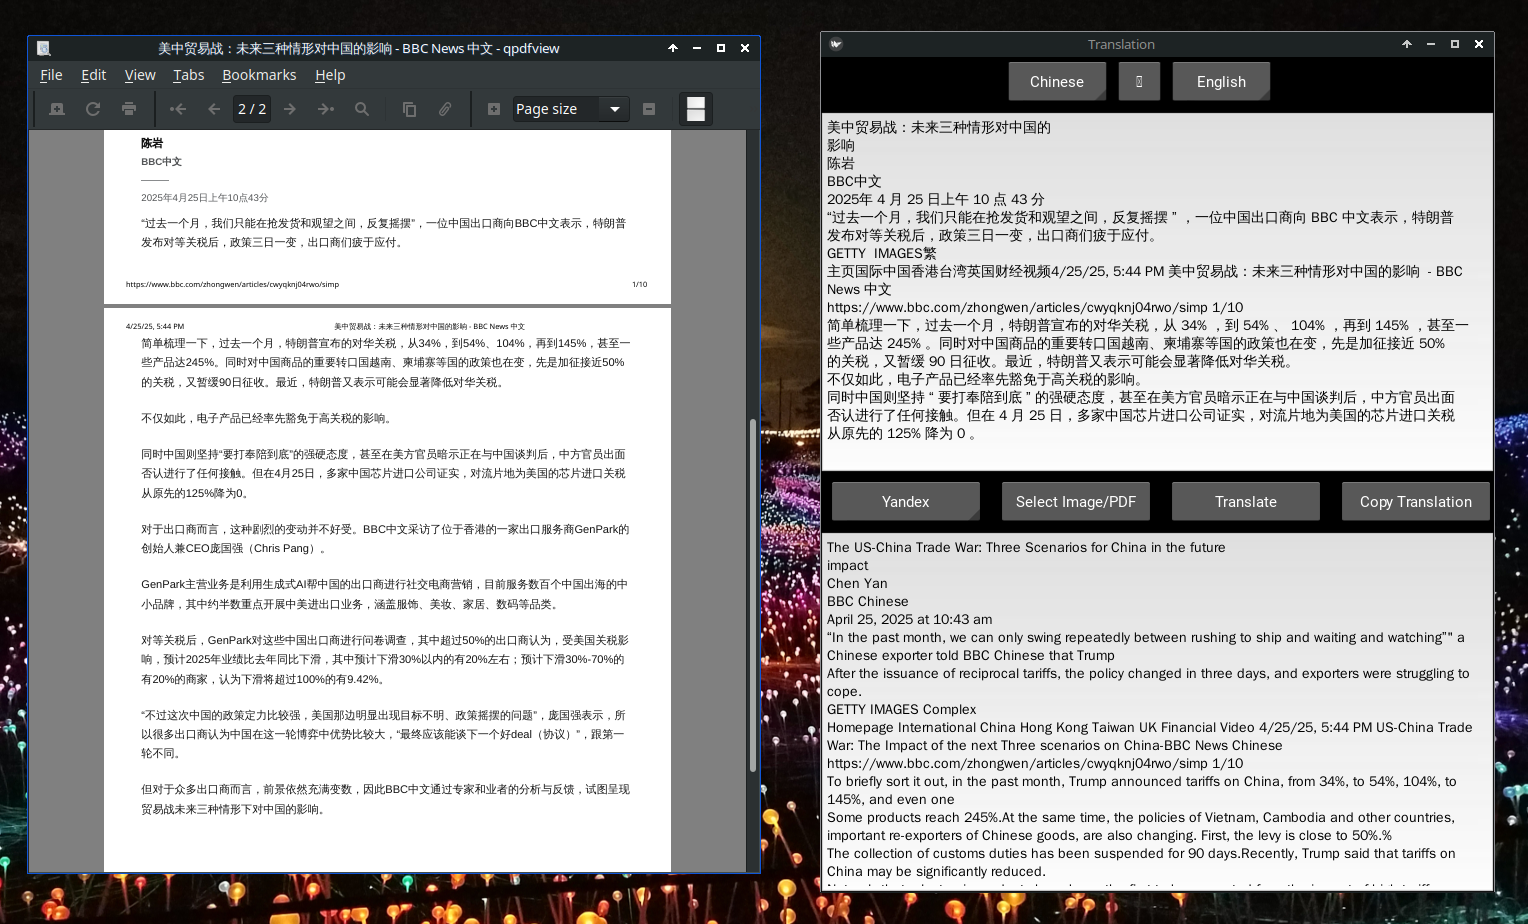 美中贸易战：未来三种情形对中国的影响 - BBC News 中文 - qpdfview
File Edit View Tabs Bookmarks Help
2 / 2
Page size
陈岩
BBC中文
2025年4月25日上午10点43分
“过去一个月，我们只能在抢发货和观望之间，反复摇摆”，一位中国出口商向BBC中文表示，特朗普
发布对等关税后，政策三日一变，出口商们疲于应付。
https://www.bbc.com/zhongwen/articles/cwyqknj04rwo/simp 1/10
4/25/25, 5:44 PM 美中贸易战：未来三种情形对中国的影响 - BBC News 中文
简单梳理一下，过去一个月，特朗普宣布的对华关税，从34%，到54%、104%，再到145%，甚至一
些产品达245%。同时对中国商品的重要转口国越南、柬埔寨等国的政策也在变，先是加征接近50%
的关税，又暂缓90日征收。最近，特朗普又表示可能会显著降低对华关税。
不仅如此，电子产品已经率先豁免于高关税的影响。
同时中国则坚持“要打奉陪到底”的强硬态度，甚至在美方官员暗示正在与中国谈判后，中方官员出面
否认进行了任何接触。但在4月25日，多家中国芯片进口公司证实，对流片地为美国的芯片进口关税
从原先的125%降为0。
对于出口商而言，这种剧烈的变动并不好受。BBC中文采访了位于香港的一家出口服务商GenPark的
创始人兼CEO庞国强（Chris Pang）。
GenPark主营业务是利用生成式AI帮中国的出口商进行社交电商营销，目前服务数百个中国出海的中
小品牌，其中约半数重点开展中美进出口业务，涵盖服饰、美妆、家居、数码等品类。
对等关税后，GenPark对这些中国出口商进行问卷调查，其中超过50%的出口商认为，受美国关税影
响，预计2025年业绩比去年同比下滑，其中预计下滑30%以内的有20%左右；预计下滑30%-70%的
有20%的商家，认为下滑将超过100%的有9.42%。
“不过这次中国的政策定力比较强，美国那边明显出现目标不明、政策摇摆的问题”，庞国强表示，所
以很多出口商认为中国在这一轮博弈中优势比较大，“最终应该能谈下一个好deal（协议）”，跟第一
轮不同。
但对于众多出口商而言，前景依然充满变数，因此BBC中文通过专家和业者的分析与反馈，试图呈现
贸易战未来三种情形下对中国的影响。
Translation
Chinese English
美中贸易战：未来三种情形对中国的
影响
陈岩
BBC中文
2025年 4 月 25 日上午 10 点 43 分
“过去一个月，我们只能在抢发货和观望之间，反复摇摆 ” ，一位中国出口商向 BBC 中文表示，特朗普
发布对等关税后，政策三日一变，出口商们疲于应付。
GETTY IMAGES繁
主页国际中国香港台湾英国财经视频4/25/25, 5:44 PM 美中贸易战：未来三种情形对中国的影响 - BBC
News 中文
https://www.bbc.com/zhongwen/articles/cwyqknj04rwo/simp 1/10
简单梳理一下，过去一个月，特朗普宣布的对华关税，从 34% ，到 54% 、 104% ，再到 145% ，甚至一
些产品达 245% 。同时对中国商品的重要转口国越南、柬埔寨等国的政策也在变，先是加征接近 50%
的关税，又暂缓 90 日征收。最近，特朗普又表示可能会显著降低对华关税。
不仅如此，电子产品已经率先豁免于高关税的影响。
同时中国则坚持 “ 要打奉陪到底 ” 的强硬态度，甚至在美方官员暗示正在与中国谈判后，中方官员出面
否认进行了任何接触。但在 4 月 25 日，多家中国芯片进口公司证实，对流片地为美国的芯片进口关税
从原先的 125% 降为 0 。
Yandex Select Image/PDF Translate Copy Translation
The US-China Trade War: Three Scenarios for China in the future
impact
Chen Yan
BBC Chinese
April 25, 2025 at 10:43 am
“In the past month, we can only swing repeatedly between rushing to ship and waiting and watching”" a
Chinese exporter told BBC Chinese that Trump
After the issuance of reciprocal tariffs, the policy changed in three days, and exporters were struggling to
cope.
GETTY IMAGES Complex
Homepage International China Hong Kong Taiwan UK Financial Video 4/25/25, 5:44 PM US-China Trade
War: The Impact of the next Three scenarios on China-BBC News Chinese
https://www.bbc.com/zhongwen/articles/cwyqknj04rwo/simp 1/10
To briefly sort it out, in the past month, Trump announced tariffs on China, from 34%, to 54%, 104%, to
145%, and even one
Some products reach 245%.At the same time, the policies of Vietnam, Cambodia and other countries,
important re-exporters of Chinese goods, are also changing. First, the levy is close to 50%.%
The collection of customs duties has been suspended for 90 days.Recently, Trump said that tariffs on
China may be significantly reduced.